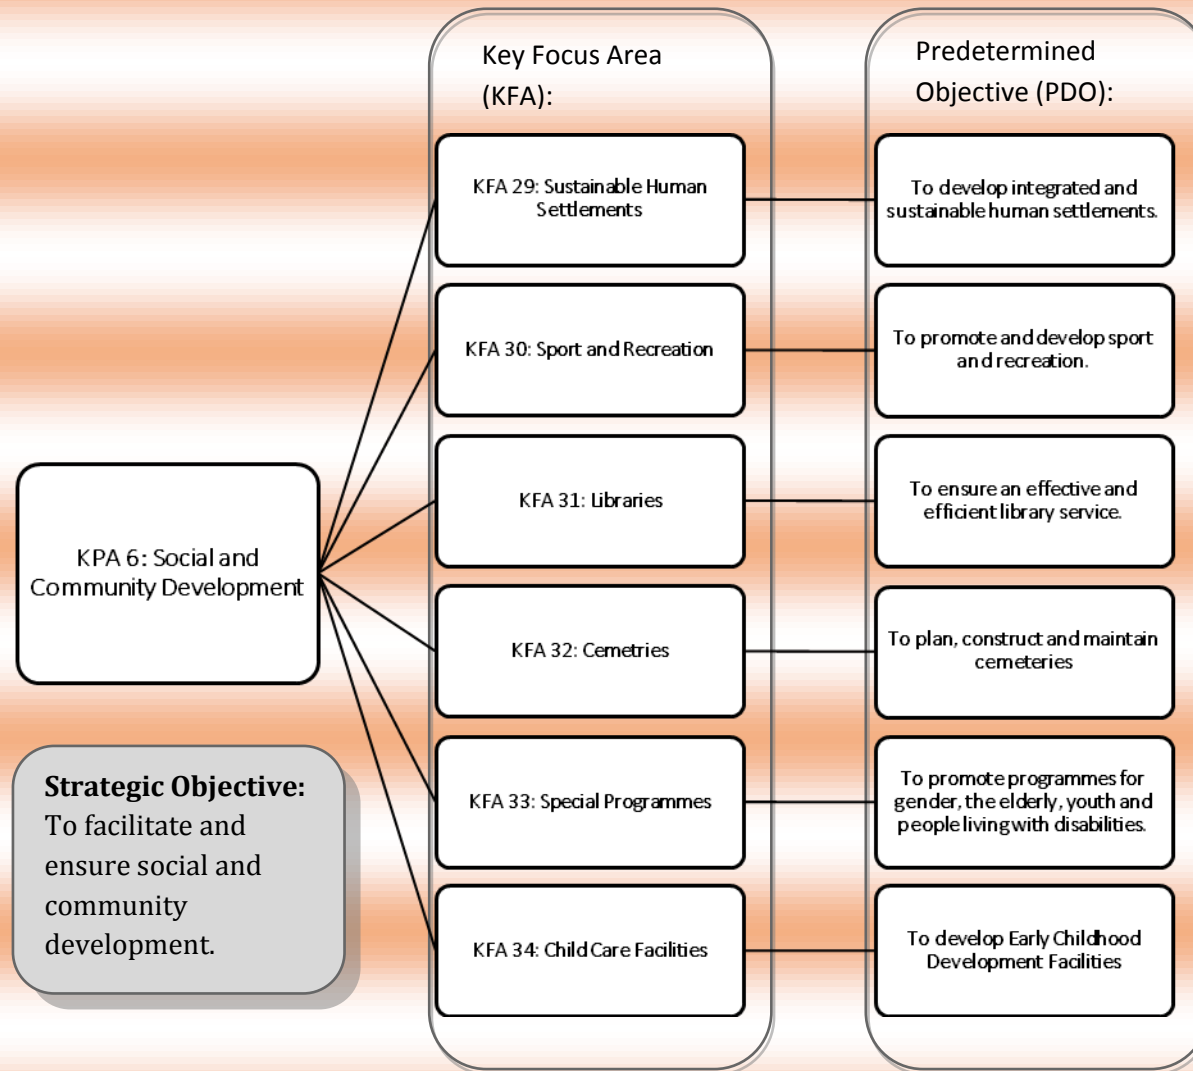 Key Focus Area
(KFA):
Predetermined
Objective (PDO):
KFA 29: Sustainable Human
Settlements
To develop integrated and
sustainable human settlements.
KFA 30: Sport and Recreation
To promote and develop sport
and recreation.
KFA 31: Libraries
To ensure an effective and
efficient library service.
KPA 6: Social and
Community Development
KFA 32: Cemetries
To plan, construct and maintain
cemeteries
KFA 33: Special Programmes
To promote programmes for
gender, the elderly, youth and
people living with disabilities.
KFA 34: Child Care Facilities
To develop Early Childhood
Development Facilities
Strategic Objective:
To facilitate and
ensure social and
community
development.